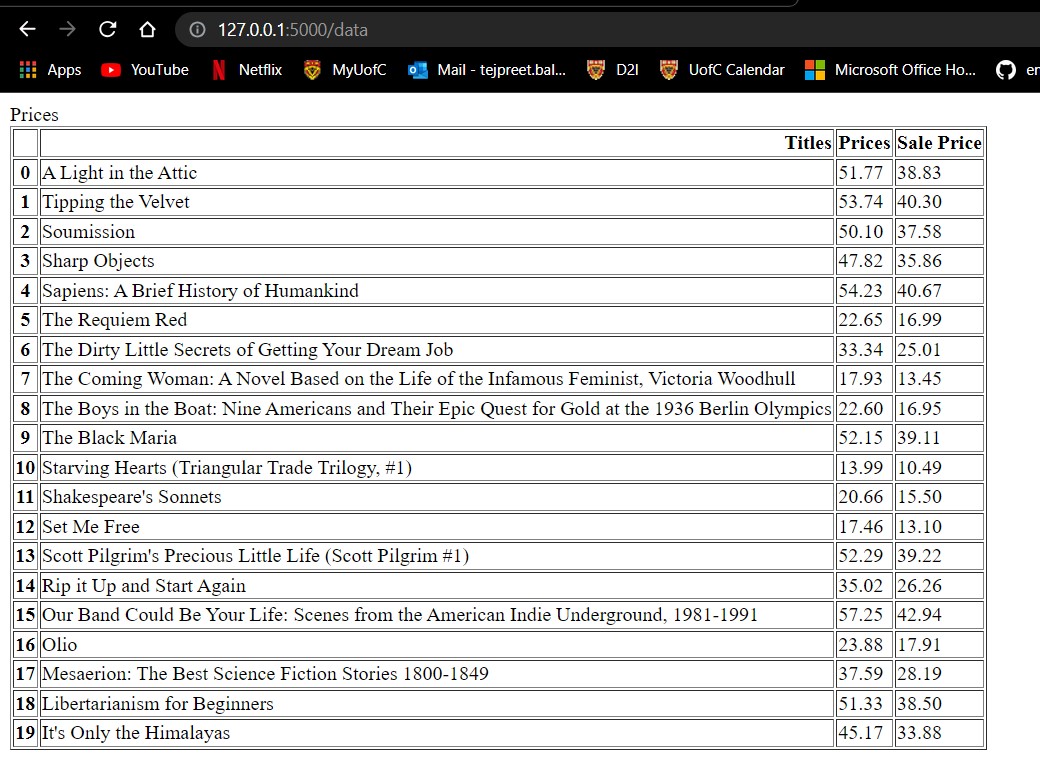 127.0.0.1:5000/data
Apps YouTube Netflix MyUofC Mail - tejpreet.bal... D2l UofC Calendar Microsoft Office Ho... en
Prices
Titles Prices Sale Price
0 A Light in the Attic 51.77 38.83
1 Tipping the Velvet 53.74 40.30
2 Soumission 50.10 37.58
3 Sharp Objects 47.82 35.86
4 Sapiens: A Brief History of Humankind 54.23 40.67
5 The Requiem Red 22.65 16.99
6 The Dirty Little Secrets of Getting Your Dream Job 33.34 25.01
7 The Coming Woman: A Novel Based on the Life of the Infamous Feminist, Victoria Woodhull 17.93 13.45
8 The Boys in the Boat: Nine Americans and Their Epic Quest for Gold at the 1936 Berlin Olympics 22.60 16.95
9 The Black Maria 52.15 39.11
10 Starving Hearts (Triangular Trade Trilogy, #1) 13.99 10.49
11 Shakespeare's Sonnets 20.66 15.50
12 Set Me Free 17.46 13.10
13 Scott Pilgrim's Precious Little Life (Scott Pilgrim #1) 52.29 39.22
14 Rip it Up and Start Again 35.02 26.26
15 Our Band Could Be Your Life: Scenes from the American Indie Underground, 1981-1991 57.25 42.94
16 Olio 23.88 17.91
17 Mesaerion: The Best Science Fiction Stories 1800-1849 37.59 28.19
18 Libertarianism for Beginners 51.33 38.50
19 It's Only the Himalayas 45.17 33.88